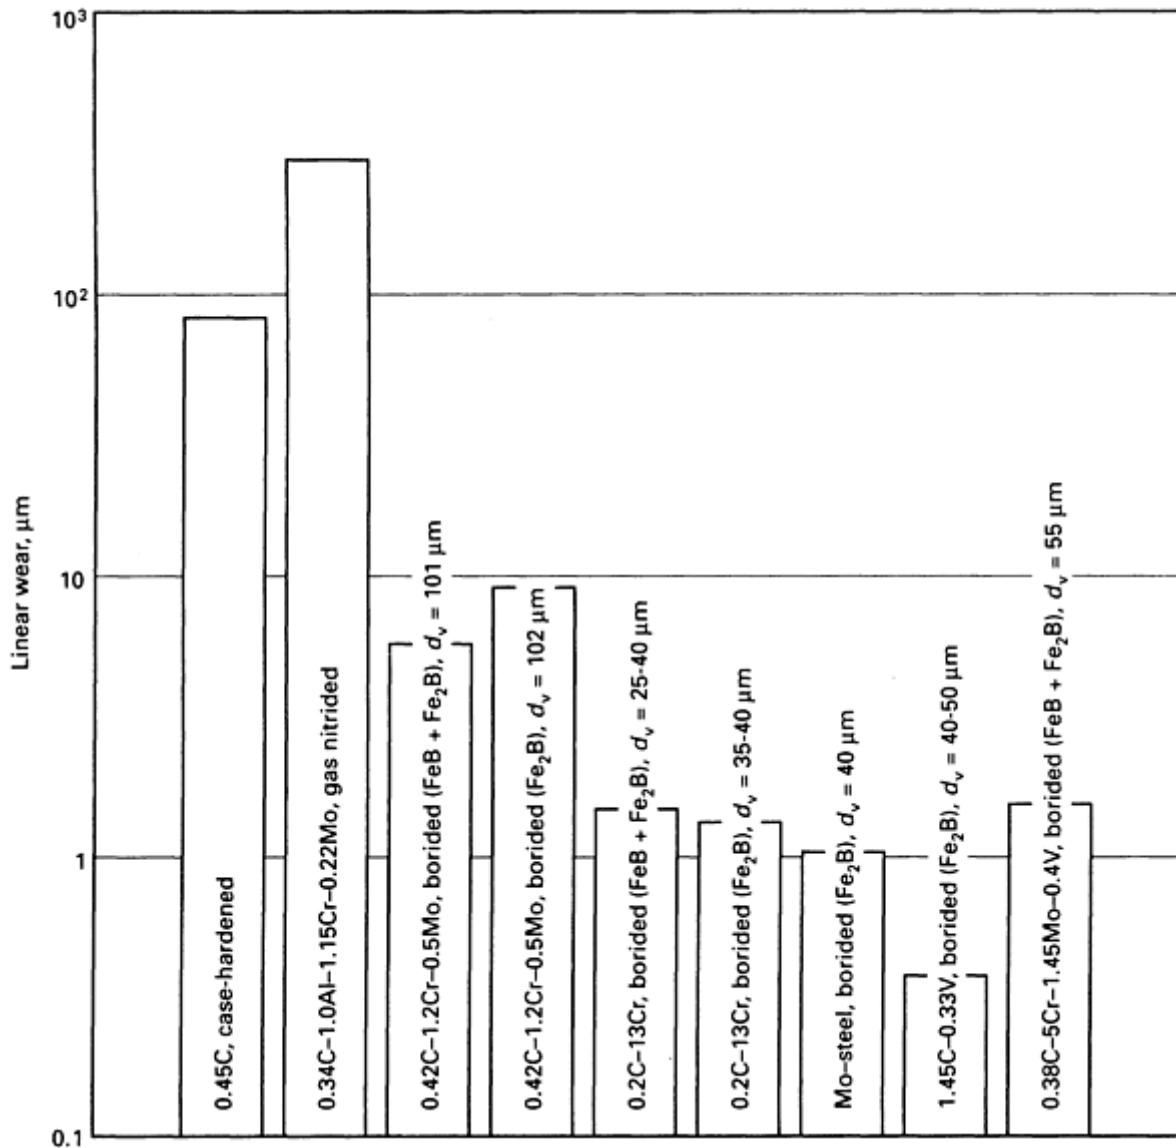 Linear wear, μm
10³
10²
10
1
0.1
0.45C, case-hardened
0.34C–1.0Al–1.15Cr–0.22Mo, gas nitrided
0.42C–1.2Cr–0.5Mo, borided (FeB + Fe₂B), dᵥ = 101 μm
0.42C–1.2Cr–0.5Mo, borided (Fe₂B), dᵥ = 102 μm
0.2C–13Cr, borided (FeB + Fe₂B), dᵥ = 25-40 μm
0.2C–13Cr, borided (Fe₂B), dᵥ = 35-40 μm
Mo–steel, borided (Fe₂B), dᵥ = 40 μm
1.45C–0.33V, borided (Fe₂B), dᵥ = 40-50 μm
0.38C–5Cr–1.45Mo–0.4V, borided (FeB + Fe₂B), dᵥ = 55 μm